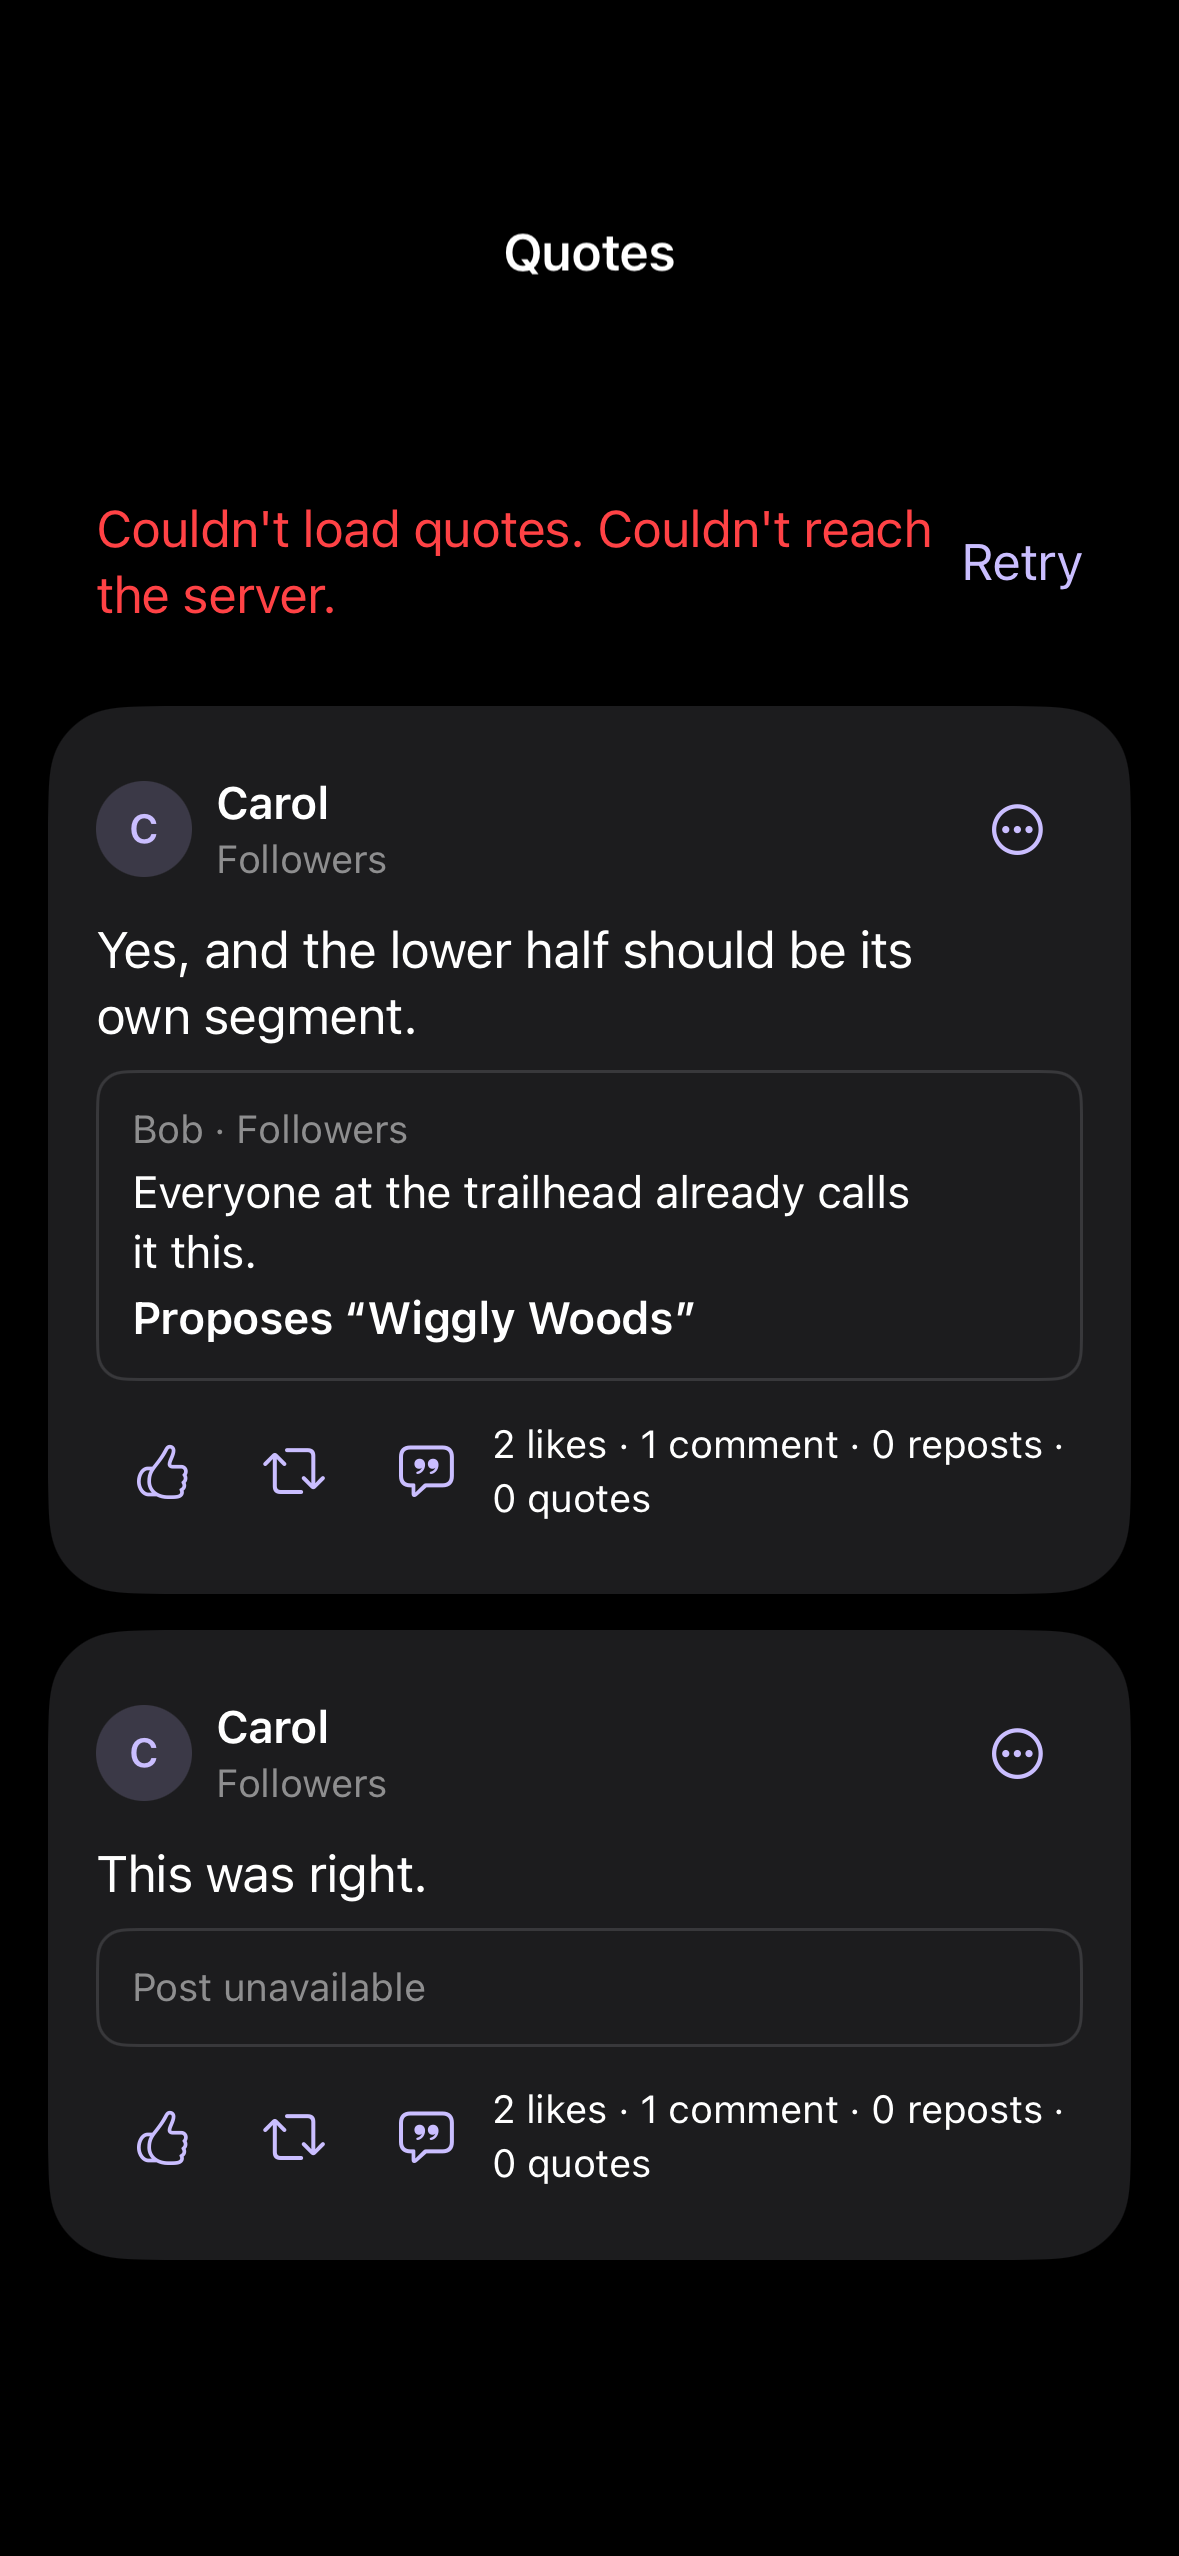 Quotes
Couldn't load quotes. Couldn't reach
the server.
Retry
C
Carol
Followers
Yes, and the lower half should be its
own segment.
Bob · Followers
Everyone at the trailhead already calls
it this.
Proposes “Wiggly Woods”
2 likes · 1 comment · 0 reposts ·
0 quotes
C
Carol
Followers
This was right.
Post unavailable
2 likes · 1 comment · 0 reposts ·
0 quotes